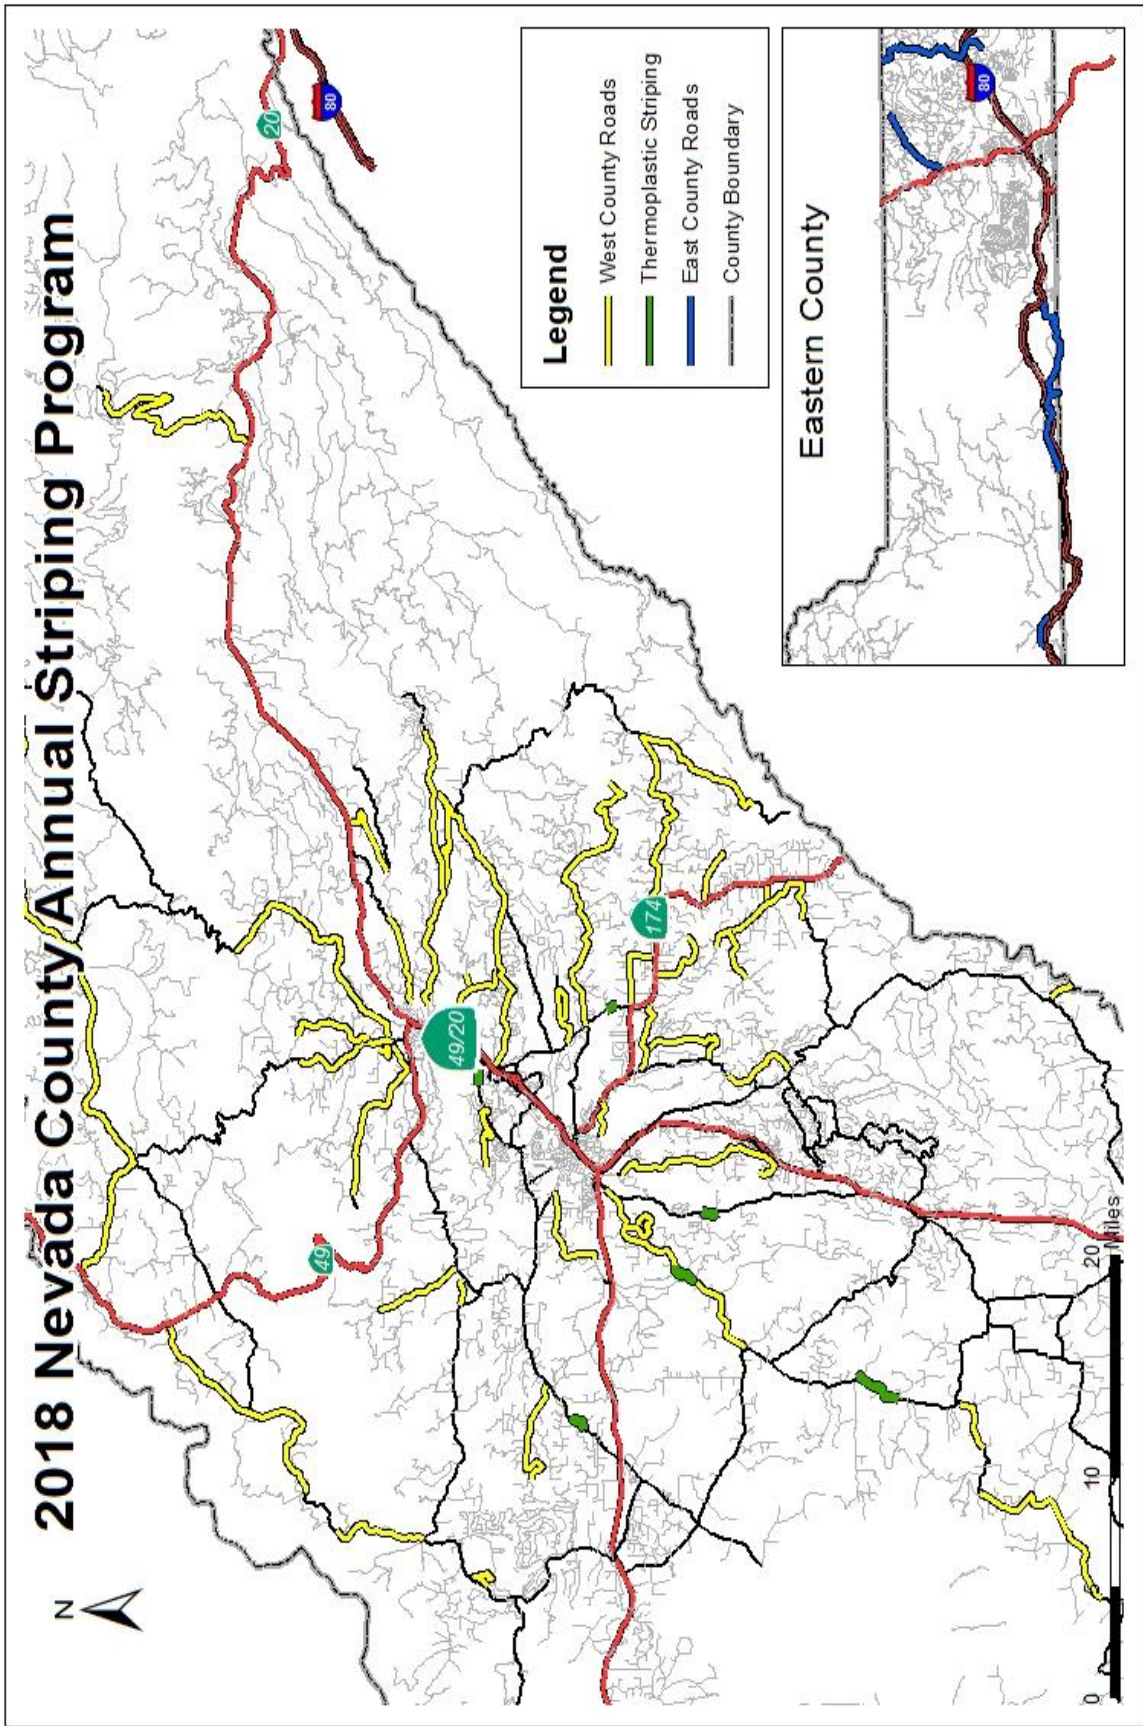 2018 Nevada County Annual Striping Program
N
20
80
49
49/20
174
Legend
West County Roads
Thermoplastic Striping
East County Roads
County Boundary
Eastern County
80
0
10
20
Miles